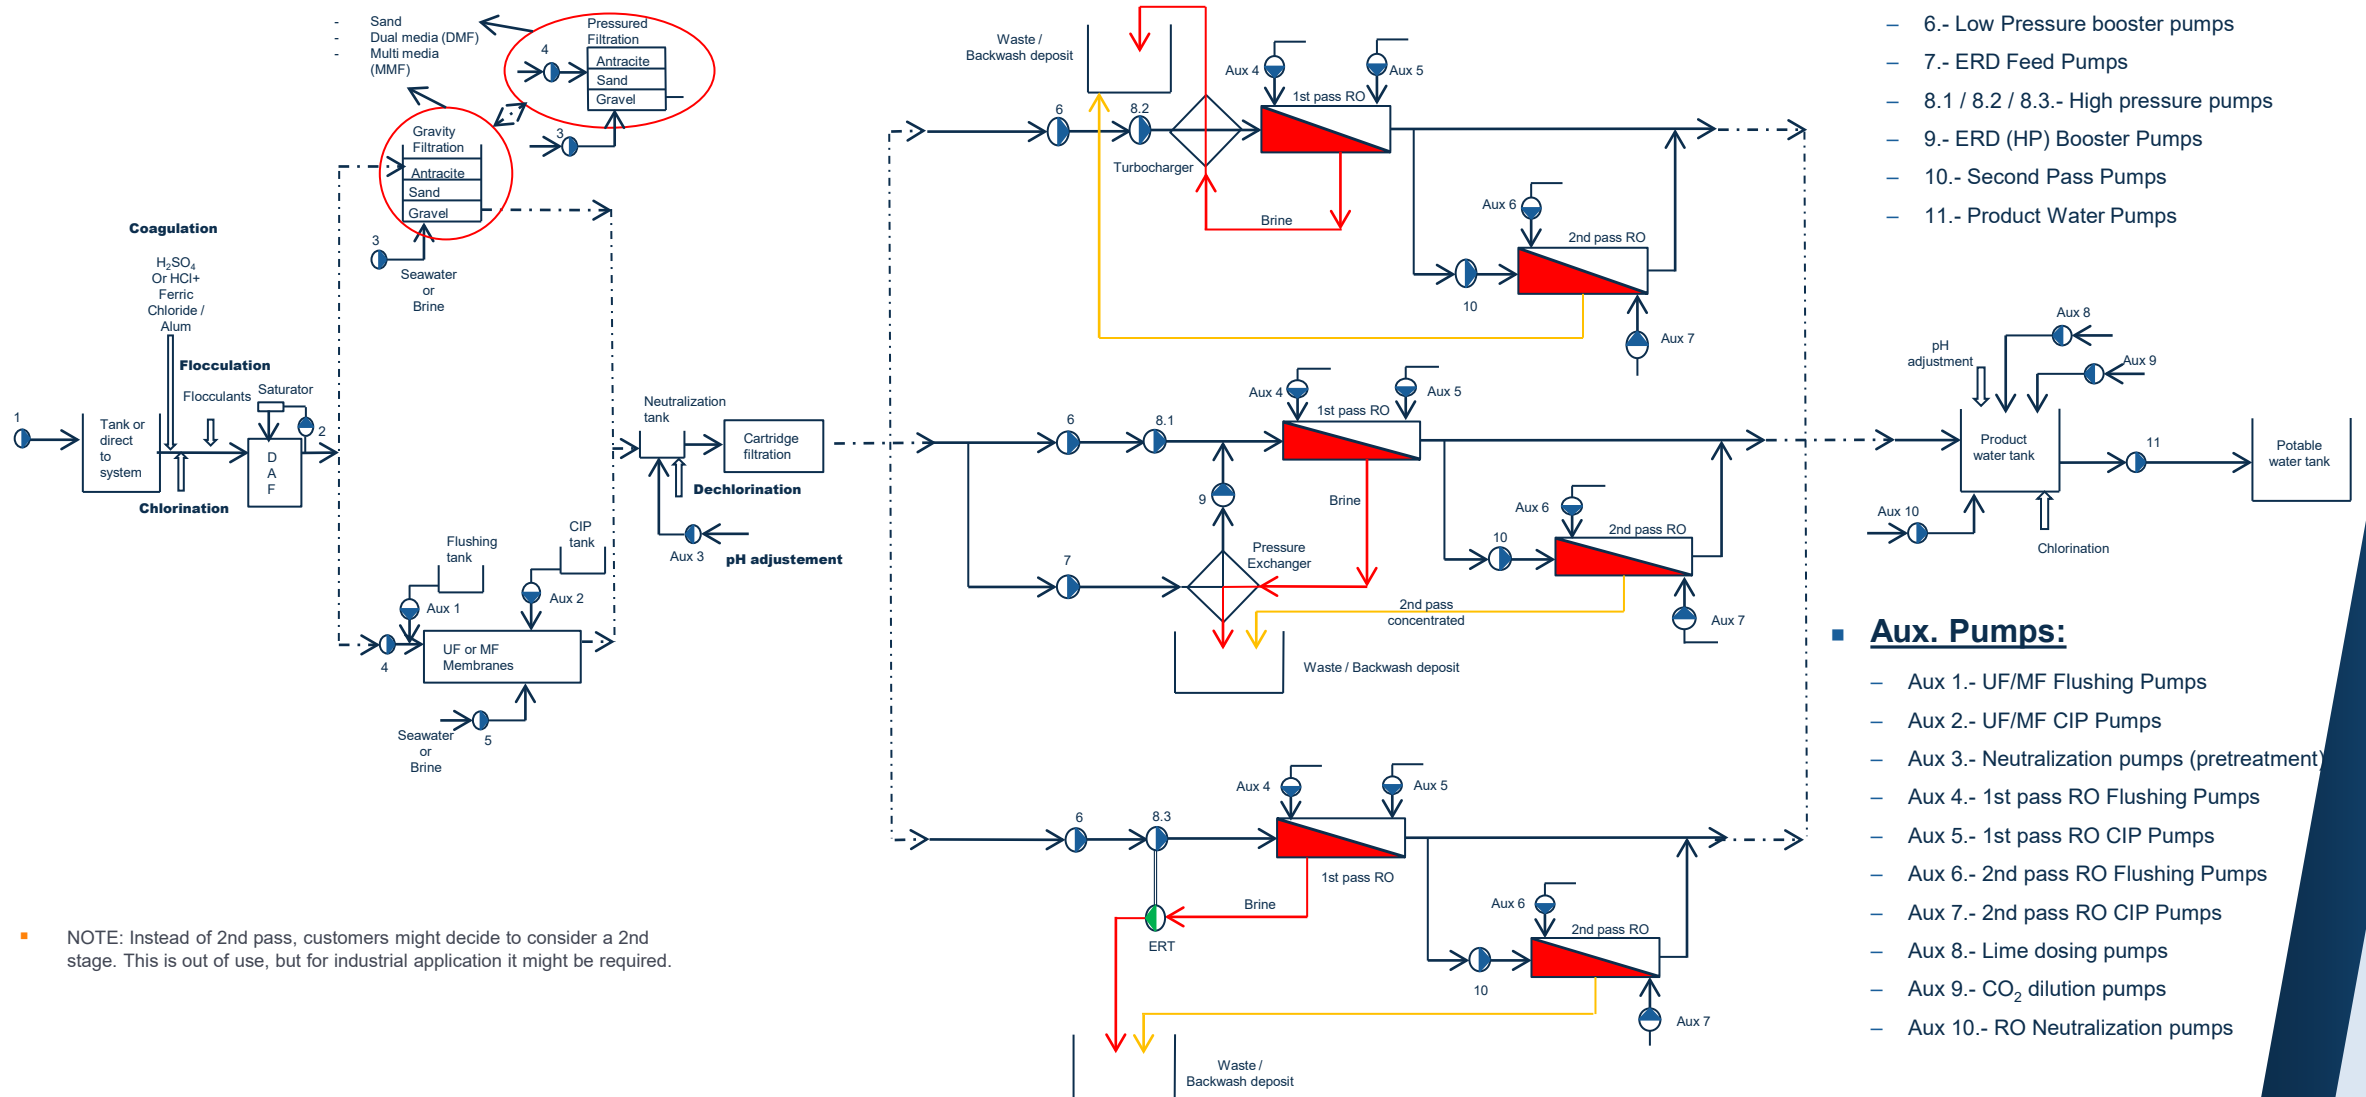 - Sand
- Dual media (DMF)
- Multi media
(MMF)
Pressured
Filtration
4
Antracite
Sand
Gravel
3
Gravity
Filtration
Antracite
Sand
Gravel
3
Seawater
or
Brine
Coagulation
H2SO4
Or HCl+
Ferric
Chloride /
Alum
Flocculation
Flocculants
Saturator
1
Tank or
direct
to
system
2
D
A
F
Chlorination
Neutralization
tank
Cartridge
filtration
Dechlorination
Aux 3
pH adjustement
Flushing
tank
CIP
tank
Aux 1
Aux 2
4
UF or MF
Membranes
Seawater
or
Brine
5
NOTE: Instead of 2nd pass, customers might decide to consider a 2nd
stage. This is out of use, but for industrial application it might be required.
Waste /
Backwash deposit
6
8.2
Turbocharger
Aux 4
Aux 5
1st pass RO
Brine
Aux 6
2nd pass RO
10
Aux 7
6
8.1
Aux 4
Aux 5
1st pass RO
9
Brine
7
Pressure
Exchanger
Aux 6
2nd pass RO
10
2nd pass
concentrated
Aux 7
Waste / Backwash deposit
6
8.3
Aux 4
Aux 5
1st pass RO
Brine
ERT
Aux 6
2nd pass RO
10
Aux 7
Waste /
Backwash deposit
Aux 8
pH
adjustment
Aux 9
Product
water tank
11
Potable
water tank
Aux 10
Chlorination
– 6.- Low Pressure booster pumps
– 7.- ERD Feed Pumps
– 8.1 / 8.2 / 8.3.- High pressure pumps
– 9.- ERD (HP) Booster Pumps
– 10.- Second Pass Pumps
– 11.- Product Water Pumps
Aux. Pumps:
– Aux 1.- UF/MF Flushing Pumps
– Aux 2.- UF/MF CIP Pumps
– Aux 3.- Neutralization pumps (pretreatment)
– Aux 4.- 1st pass RO Flushing Pumps
– Aux 5.- 1st pass RO CIP Pumps
– Aux 6.- 2nd pass RO Flushing Pumps
– Aux 7.- 2nd pass RO CIP Pumps
– Aux 8.- Lime dosing pumps
– Aux 9.- CO2 dilution pumps
– Aux 10.- RO Neutralization pumps